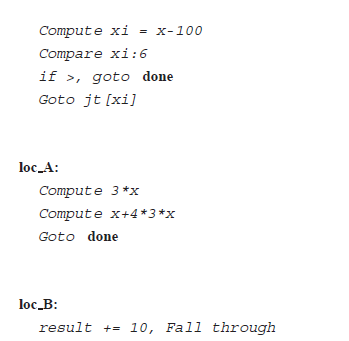 Compute xi = x-100
Compare xi:6
if >, goto done
Goto jt[xi]
loc_A:
Compute 3*x
Compute x+4*3*x
Goto done
loc_B:
result += 10, Fall through